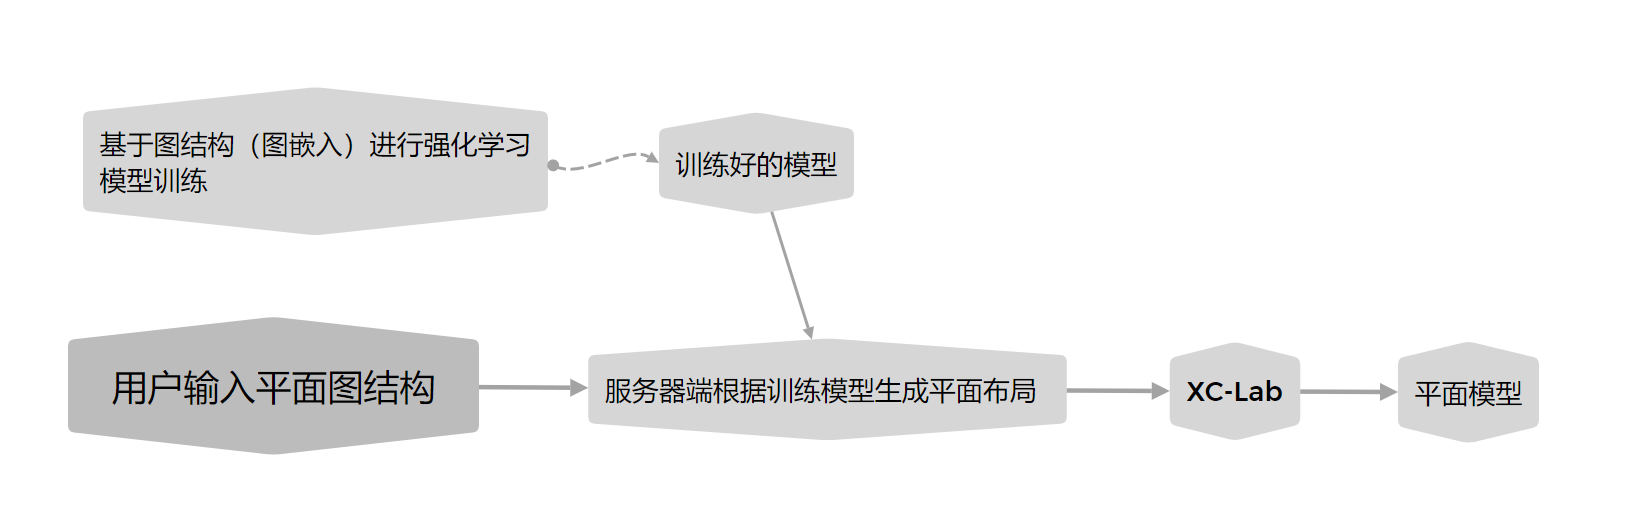 基于图结构（图嵌入）进行强化学习
模型训练
训练好的模型
用户输入平面图结构
服务器端根据训练模型生成平面布局
XC-Lab
平面模型